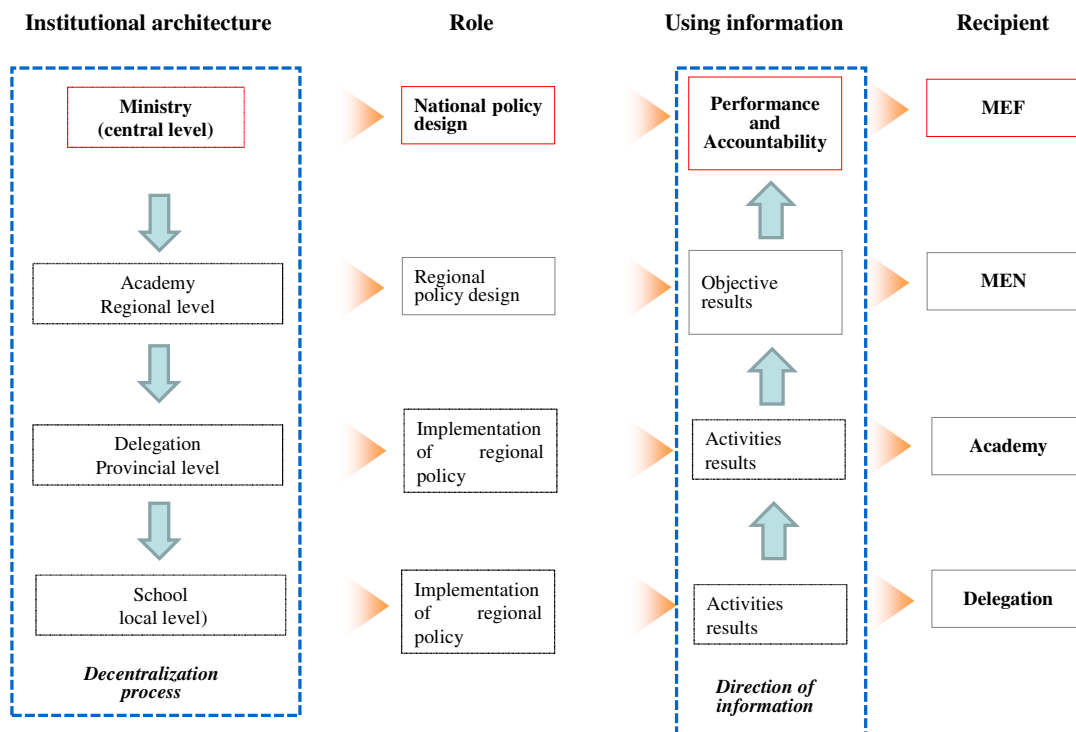 Institutional architecture
Role
Using information
Recipient
Ministry
(central level)
National policy
design
Performance
and
Accountability
MEF
Academy
Regional level
Regional
policy design
Objective
results
MEN
Delegation
Provincial level
Implementation
of regional
policy
Activities
results
Academy
School
local level)
Implementation
of regional
policy
Activities
results
Delegation
Decentralization
process
Direction of
information